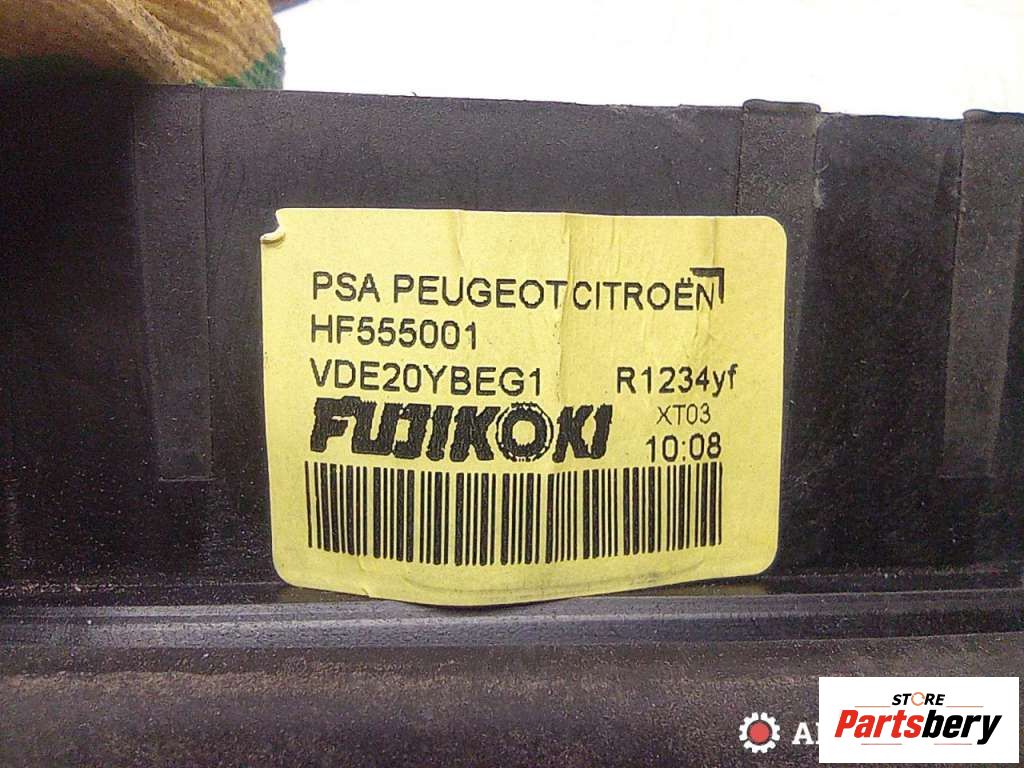 PSA PEUGEOT CITROËN
HF555001
VDE20YBEG1 R1234yf
FUJIKOKI XT03
10:08
STORE
Partsbery